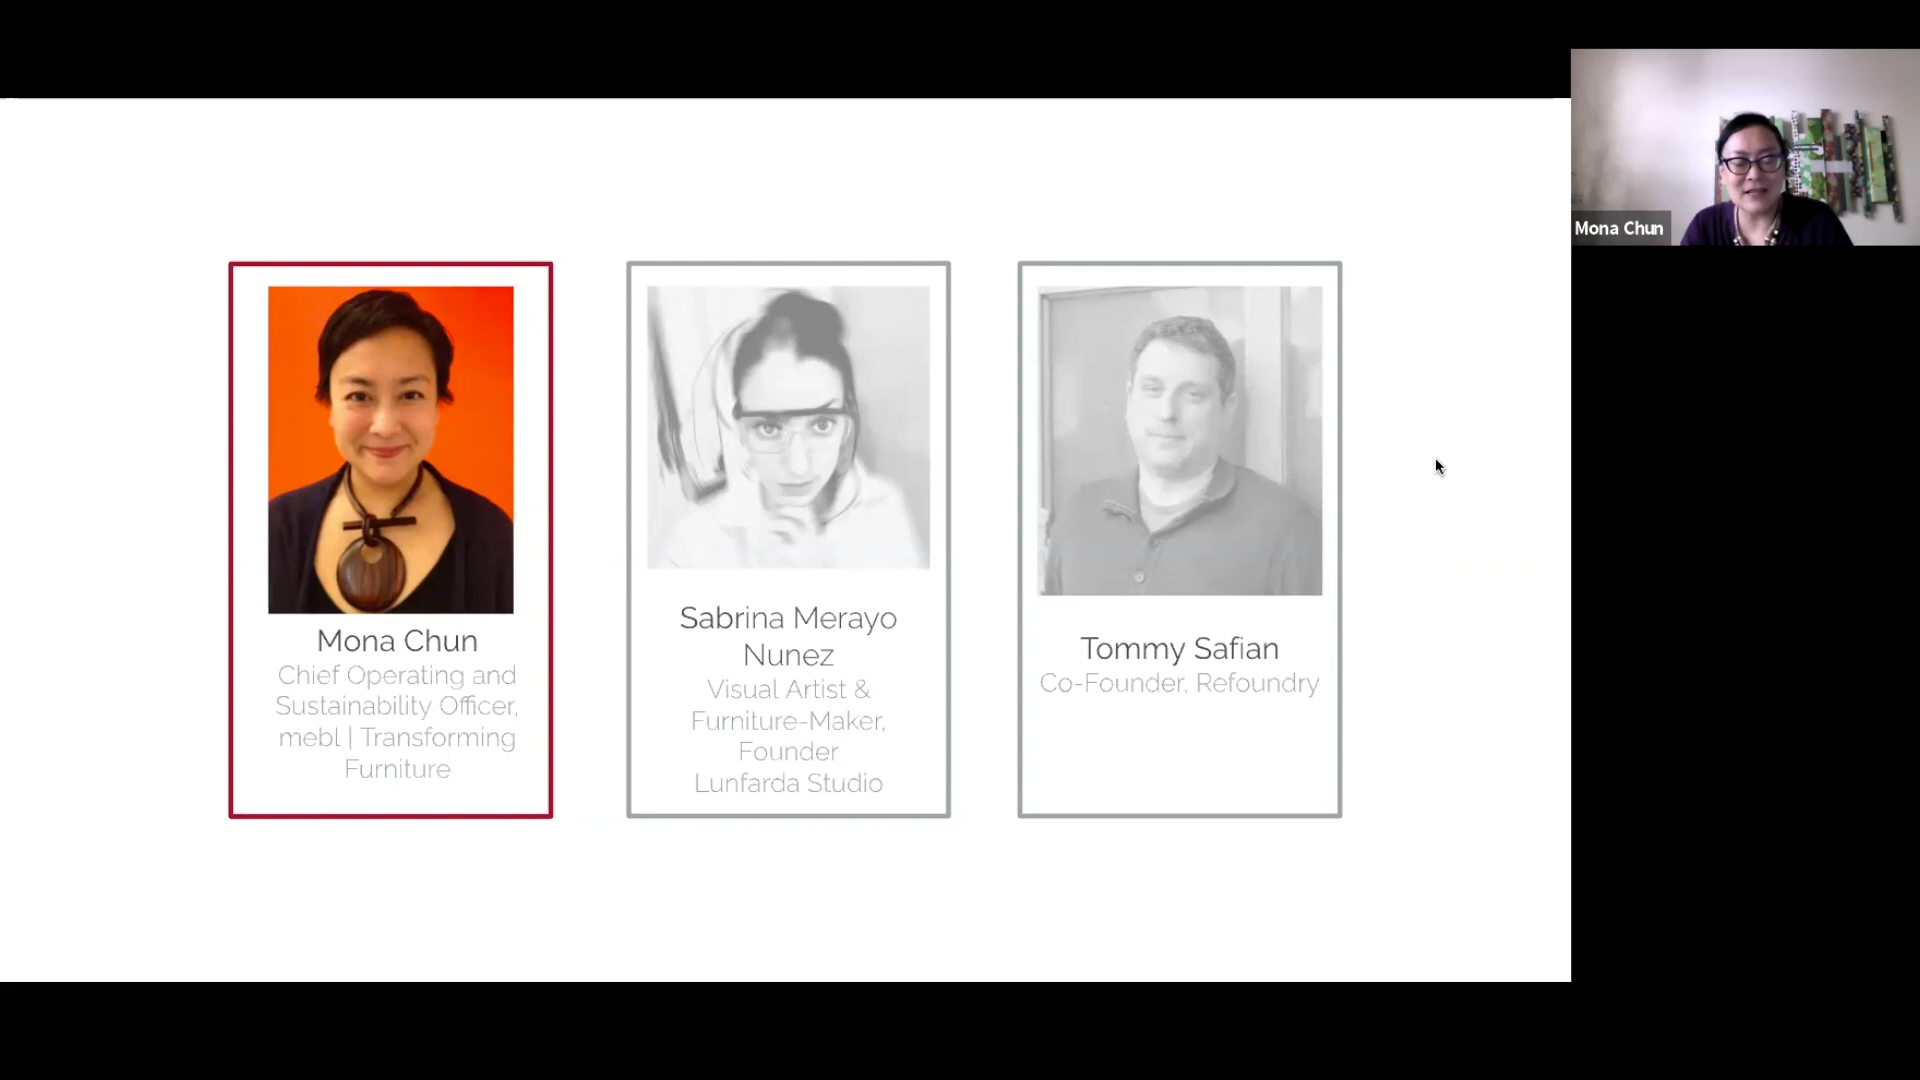 Mona Chun
Chief Operating and
Sustainability Officer,
mebl | Transforming
Furniture
Sabrina Merayo
Nunez
Visual Artist &
Furniture-Maker,
Founder
Lunfarda Studio
Tommy Safian
Co-Founder, Refoundry
Mona Chun